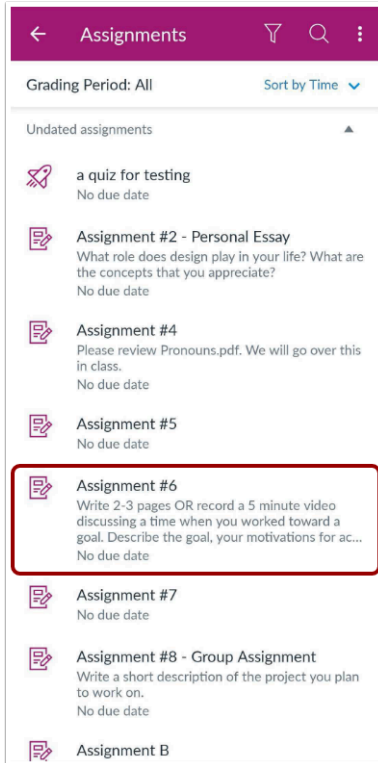 Assignments
Grading Period: All
Sort by Time
Undated assignments
a quiz for testing
No due date
Assignment #2 - Personal Essay
What role does design play in your life? What are
the concepts that you appreciate?
No due date
Assignment #4
Please review Pronouns.pdf. We will go over this
in class.
No due date
Assignment #5
No due date
Assignment #6
Write 2-3 pages OR record a 5 minute video
discussing a time when you worked toward a
goal. Describe the goal, your motivations for ac...
No due date
Assignment #7
No due date
Assignment #8 - Group Assignment
Write a short description of the project you plan
to work on.
No due date
Assignment B